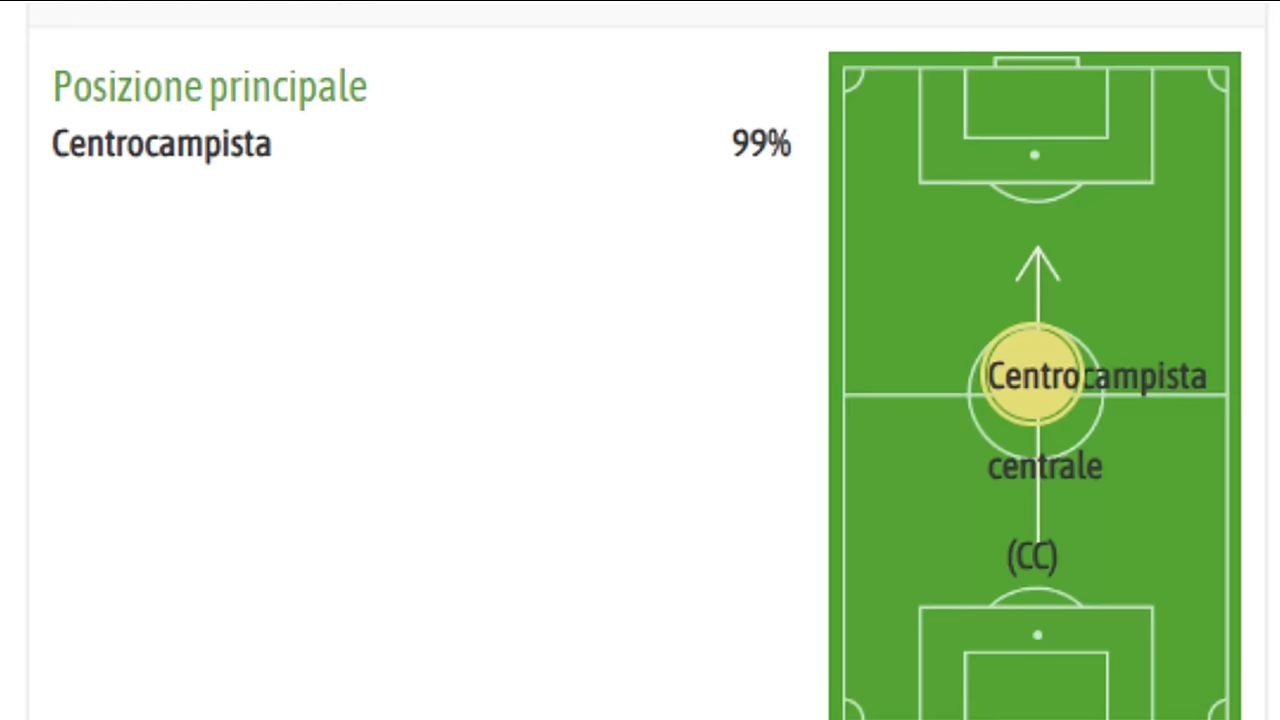 Posizione principale
Centrocampista 99%
Centrocampista
centrale
(CC)